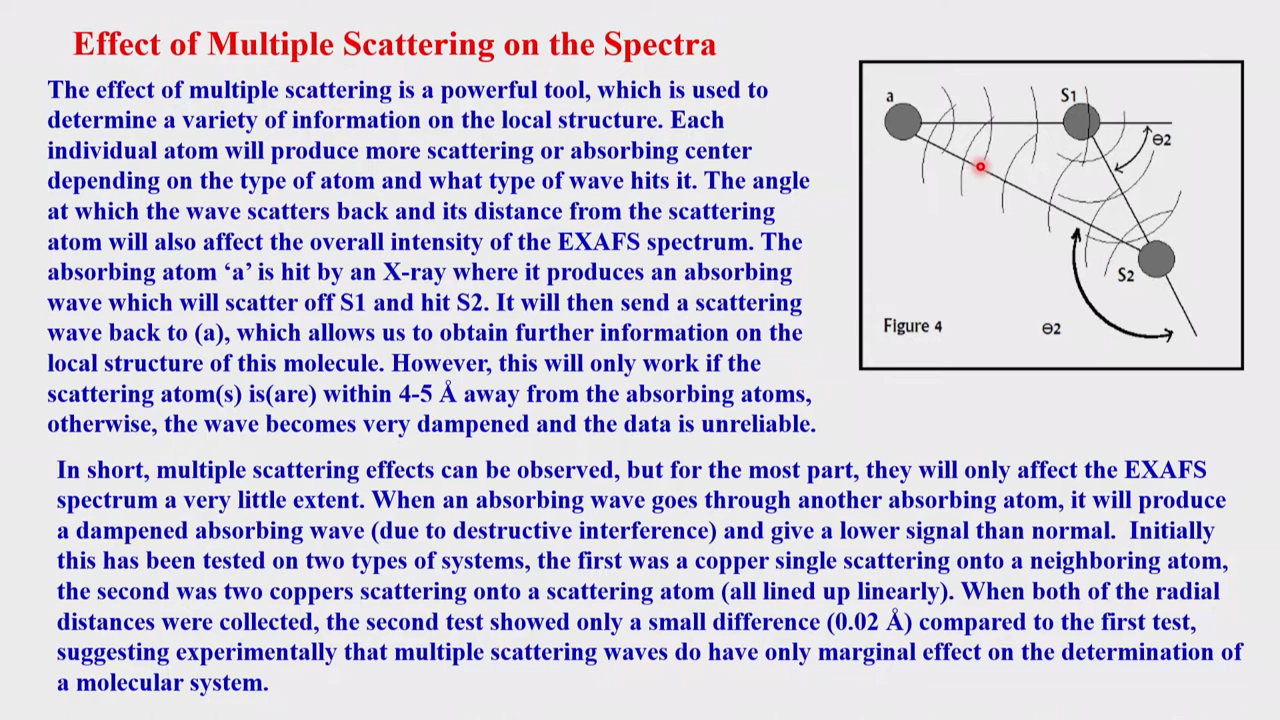 Effect of Multiple Scattering on the Spectra
The effect of multiple scattering is a powerful tool, which is used to
determine a variety of information on the local structure. Each
individual atom will produce more scattering or absorbing center
depending on the type of atom and what type of wave hits it. The angle
at which the wave scatters back and its distance from the scattering
atom will also affect the overall intensity of the EXAFS spectrum. The
absorbing atom ‘a’ is hit by an X-ray where it produces an absorbing
wave which will scatter off S1 and hit S2. It will then send a scattering
wave back to (a), which allows us to obtain further information on the
local structure of this molecule. However, this will only work if the
scattering atom(s) is(are) within 4-5 Å away from the absorbing atoms,
otherwise, the wave becomes very dampened and the data is unreliable.
a
S1
ϴ2
S2
Figure 4
ϴ2
In short, multiple scattering effects can be observed, but for the most part, they will only affect the EXAFS
spectrum a very little extent. When an absorbing wave goes through another absorbing atom, it will produce
a dampened absorbing wave (due to destructive interference) and give a lower signal than normal. Initially
this has been tested on two types of systems, the first was a copper single scattering onto a neighboring atom,
the second was two coppers scattering onto a scattering atom (all lined up linearly). When both of the radial
distances were collected, the second test showed only a small difference (0.02 Å) compared to the first test,
suggesting experimentally that multiple scattering waves do have only marginal effect on the determination of
a molecular system.